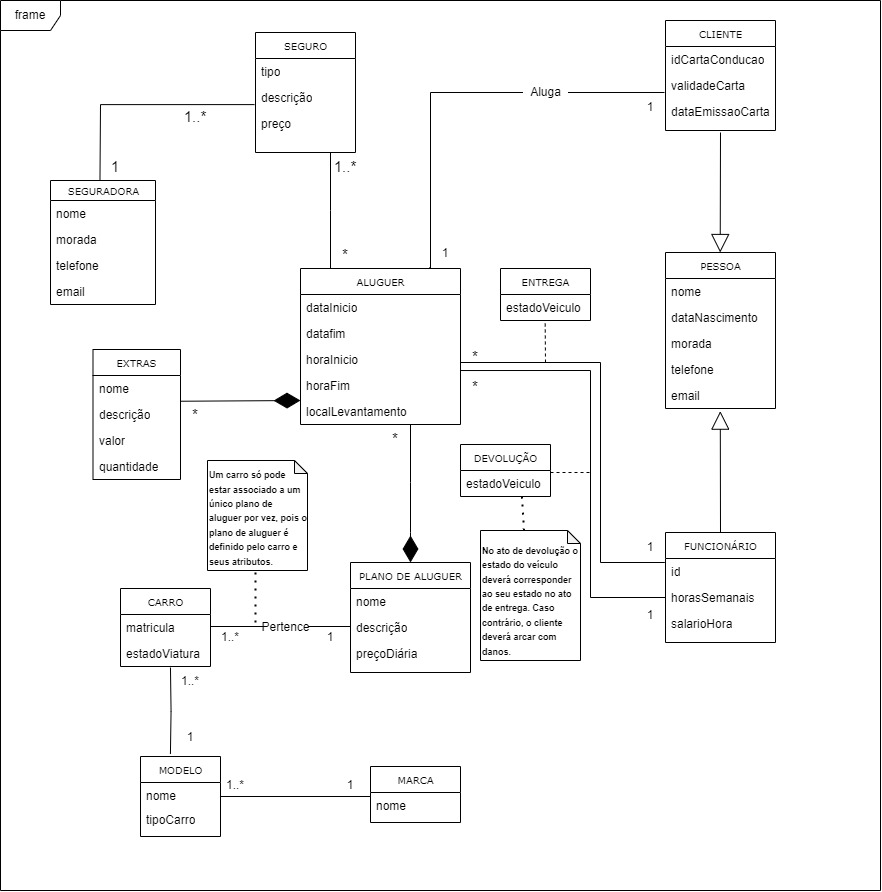 frame
SEGURO
tipo
descrição
preço
1..*
1..*
1
*
SEGURADORA
nome
morada
telefone
email
CLIENTE
idCartaConducao
validadeCarta
dataEmissaoCarta
Aluga
1
1
PESSOA
nome
dataNascimento
morada
telefone
email
ALUGUER
dataInicio
datafim
horaInicio
horaFim
localLevantamento
*
*
*
ENTREGA
estadoVeiculo
EXTRAS
nome
descrição
valor
quantidade
*
DEVOLUÇÃO
estadoVeiculo
Um carro só pode
estar associado a um
único plano de
aluguer por vez, pois o
plano de aluguer é
definido pelo carro e
seus atributos.
No ato de devolução o
estado do veículo
deverá corresponder
ao seu estado no ato
de entrega. Caso
contrário, o cliente
deverá arcar com
danos.
1
1
FUNCIONÁRIO
id
horasSemanais
salarioHora
PLANO DE ALUGUER
nome
descrição
preçoDiária
CARRO
matricula
estadoViatura
Pertence
1..*
1
1..*
1
MODELO
nome
tipoCarro
1..*
1
MARCA
nome